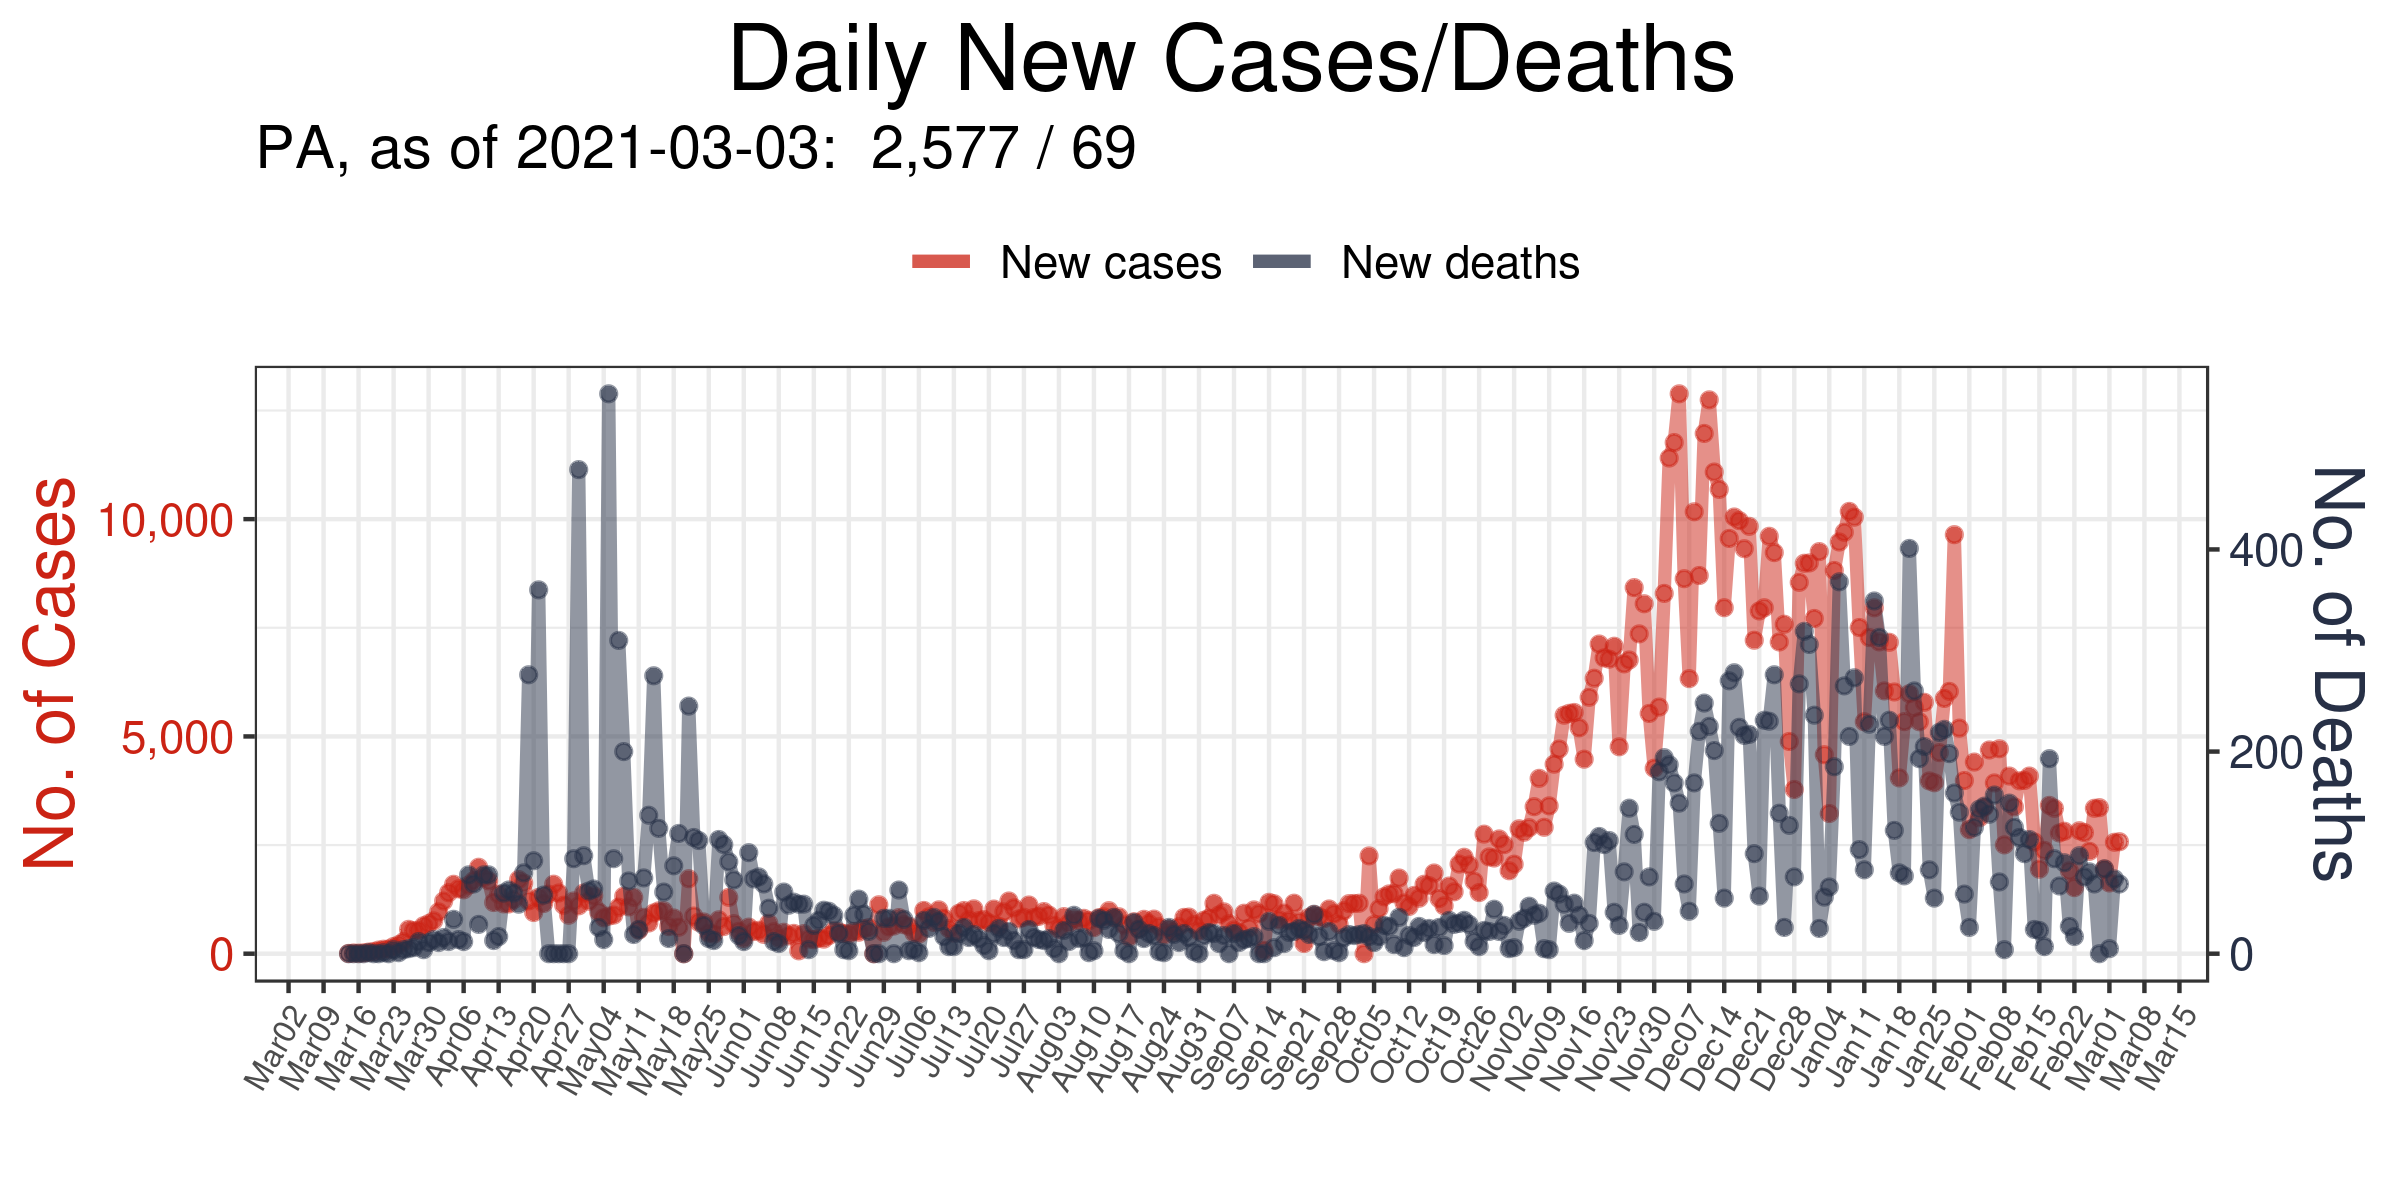 Daily New Cases/Deaths
PA, as of 2021-03-03:  2,577 / 69
New cases
New deaths
No. of Cases
10,000
5,000
0
No. of Deaths
400
200
0
Mar02
Mar09
Mar16
Mar23
Mar30
Apr06
Apr13
Apr20
Apr27
May04
May11
May18
May25
Jun01
Jun08
Jun15
Jun22
Jun29
Jul06
Jul13
Jul20
Jul27
Aug03
Aug10
Aug17
Aug24
Aug31
Sep07
Sep14
Sep21
Sep28
Oct05
Oct12
Oct19
Oct26
Nov02
Nov09
Nov16
Nov23
Nov30
Dec07
Dec14
Dec21
Dec28
Jan04
Jan11
Jan18
Jan25
Feb01
Feb08
Feb15
Feb22
Mar01
Mar08
Mar15